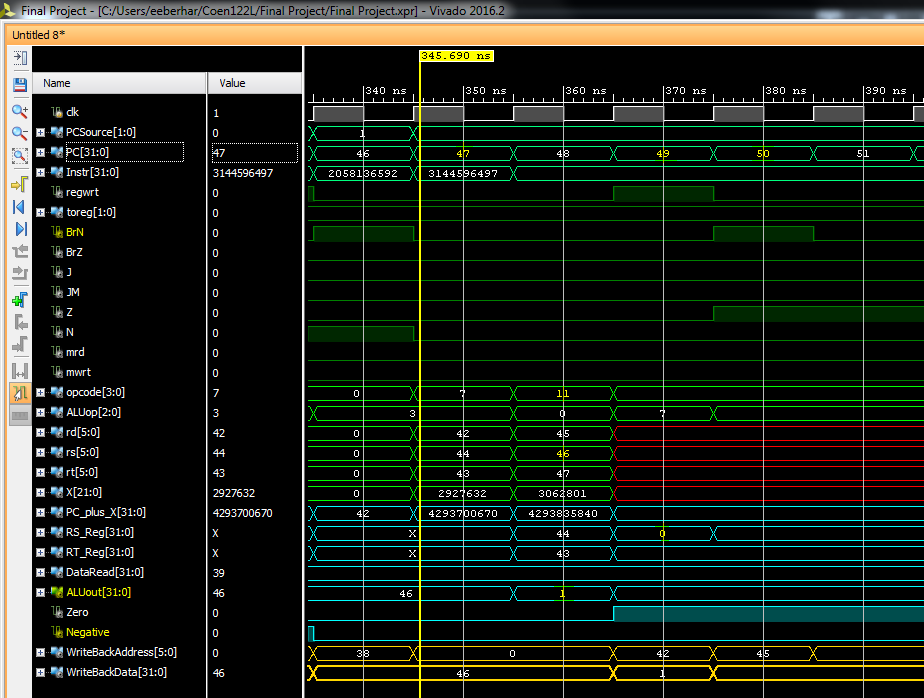 Final Project - [C:/Users/eeberhar/Coen122L/Final Project/Final Project.xpr] - Vivado 2016.2
Untitled 8*
345.690 ns
Name Value
340 ns 350 ns 360 ns 370 ns 380 ns 390 ns
clk 1
PCSource[1:0] 0 1
PC[31:0] 47 46 47 48 49 50 51
Instr[31:0] 3144596497 2058136592 3144596497
regwrt 0
toreg[1:0] 0
BrN 0
BrZ 0
J 0
JM 0
Z 0
N 0
mrd 0
mwrt 0
opcode[3:0] 7 0 7 11
ALUop[2:0] 3 3 0 7
rd[5:0] 42 0 42 45
rs[5:0] 44 0 44 46
rt[5:0] 43 0 43 47
X[21:0] 2927632 0 2927632 3062801
PC_plus_X[31:0] 4293700670 42 4293700670 4293835840
RS_Reg[31:0] X X 44 0
RT_Reg[31:0] X X 43
DataRead[31:0] 39
ALUout[31:0] 46 46 1
Zero 0
Negative 0
WriteBackAddress[5:0] 0 38 0 42 45
WriteBackData[31:0] 46 46 1